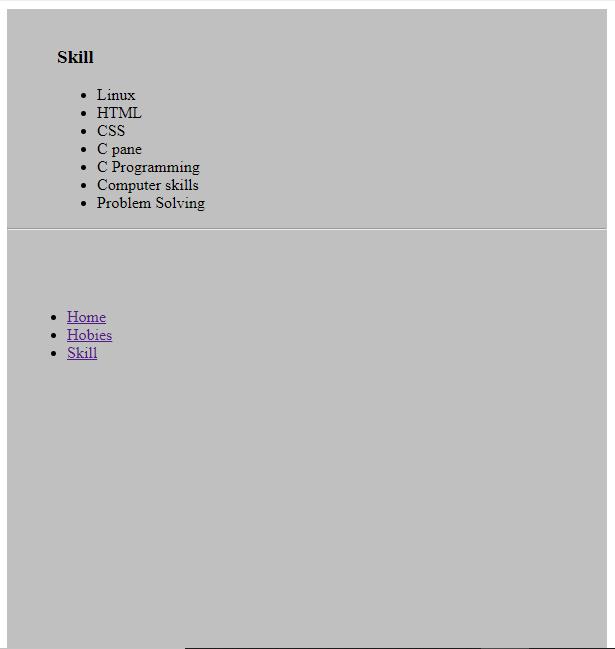 Skill
Linux
HTML
CSS
C pane
C Programming
Computer skills
Problem Solving
Home
Hobies
Skill